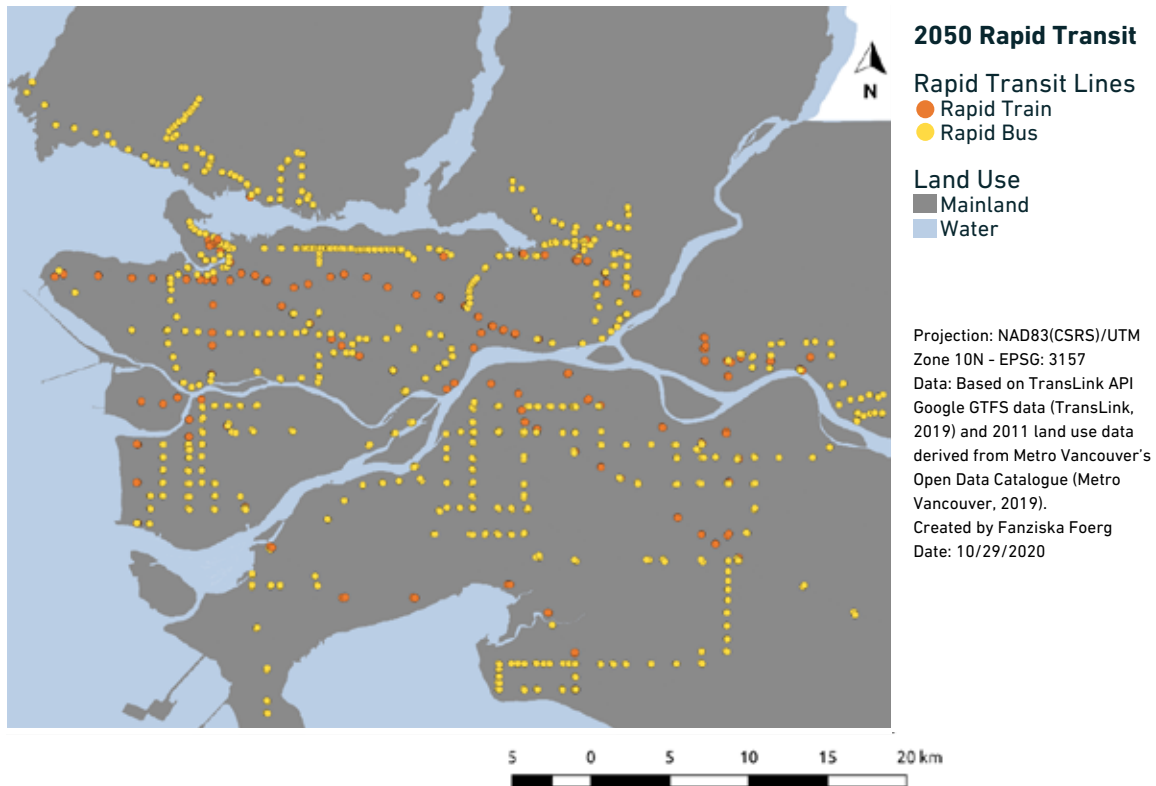 2050 Rapid Transit
N
Rapid Transit Lines
Rapid Train
Rapid Bus
Land Use
Mainland
Water
Projection: NAD83(CSRS)/UTM
Zone 10N - EPSG: 3157
Data: Based on TransLink API
Google GTFS data (TransLink,
2019) and 2011 land use data
derived from Metro Vancouver's
Open Data Catalogue (Metro
Vancouver, 2019).
Created by Fanziska Foerg
Date: 10/29/2020
5 0 5 10 15 20 km